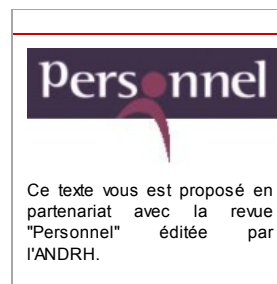 Personnel
Ce texte vous est proposé en
partenariat avec la revue
"Personnel" éditée par
l'ANDRH.